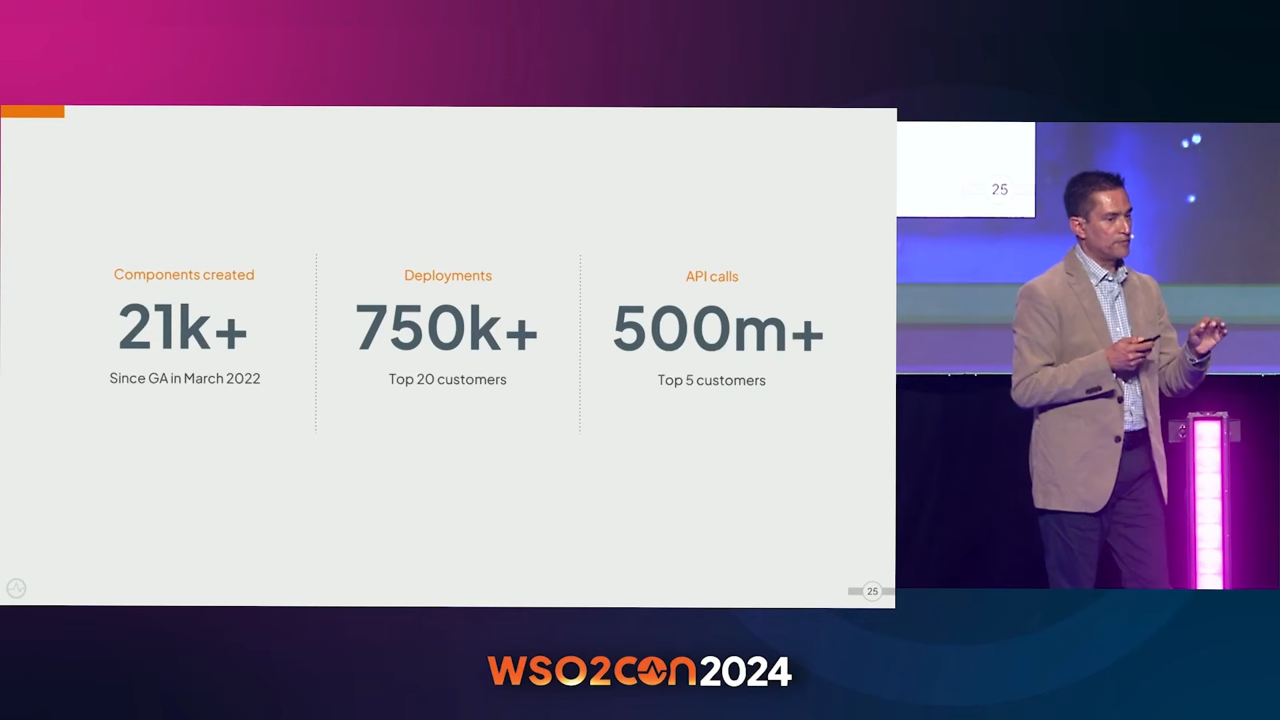 Components created
21k+
Since GA in March 2022
Deployments
750k+
Top 20 customers
API calls
500m+
Top 5 customers
25
25
WSO2CON2024